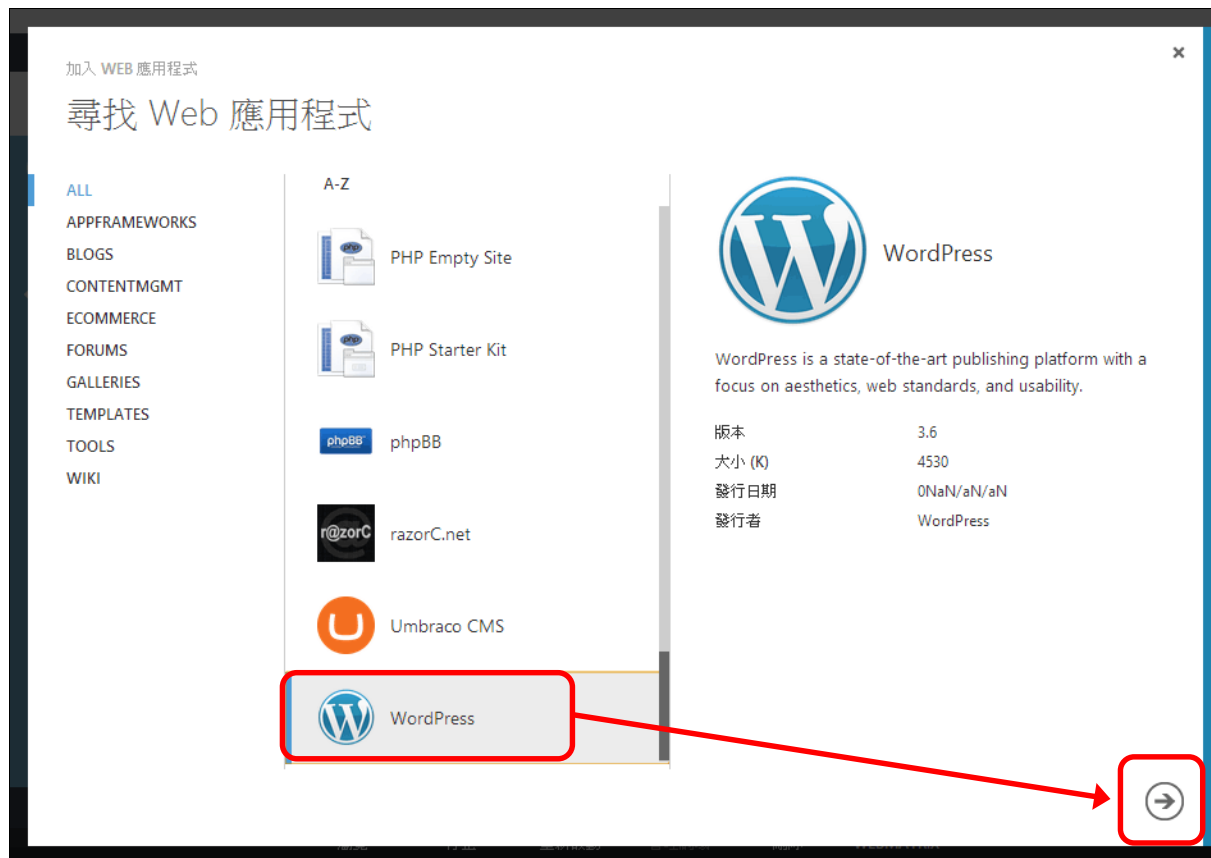 加入 WEB 應用程式
尋找 Web 應用程式
ALL
APPFRAMEWORKS
BLOGS
CONTENTMGMT
ECOMMERCE
FORUMS
GALLERIES
TEMPLATES
TOOLS
WIKI
A-Z
PHP Empty Site
PHP Starter Kit
phpBB
phpBB
r@zorC
razorC.net
Umbraco CMS
WordPress
WordPress
WordPress is a state-of-the-art publishing platform with a
focus on aesthetics, web standards, and usability.
版本 3.6
大小 (K) 4530
發行日期 0NaN/aN/aN
發行者 WordPress